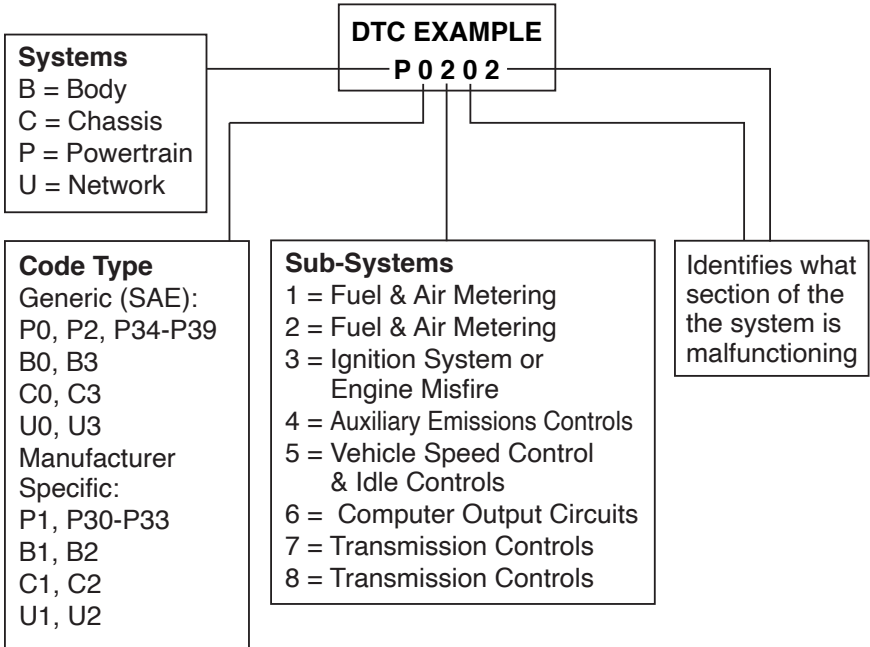 DTC EXAMPLE
P 0 2 0 2
Systems
B = Body
C = Chassis
P = Powertrain
U = Network
Code Type
Generic (SAE):
P0, P2, P34-P39
B0, B3
C0, C3
U0, U3
Manufacturer
Specific:
P1, P30-P33
B1, B2
C1, C2
U1, U2
Sub-Systems
1 = Fuel & Air Metering
2 = Fuel & Air Metering
3 = Ignition System or
Engine Misfire
4 = Auxiliary Emissions Controls
5 = Vehicle Speed Control
& Idle Controls
6 = Computer Output Circuits
7 = Transmission Controls
8 = Transmission Controls
Identifies what
section of the
the system is
malfunctioning